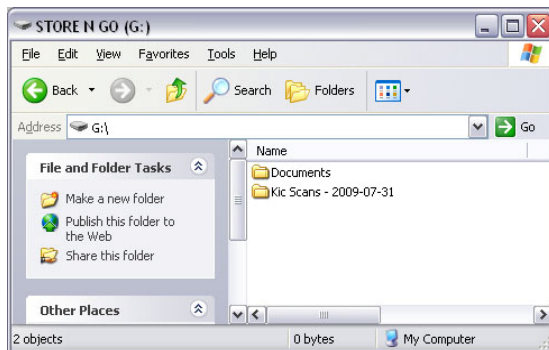 STORE N GO (G:)
File Edit View Favorites Tools Help
Back Search Folders
Address G:\ Go
File and Folder Tasks
Make a new folder
Publish this folder to
the Web
Share this folder
Other Places
Name
Documents
Kic Scans - 2009-07-31
2 objects 0 bytes My Computer